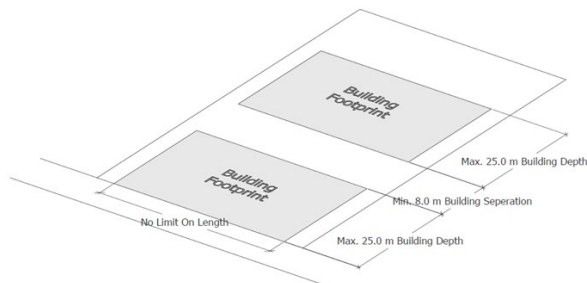 Building
Footprint
Max. 25.0 m Building Depth
Building
Footprint
Min. 8.0 m Building Seperation
No Limit On Length
Max. 25.0 m Building Depth